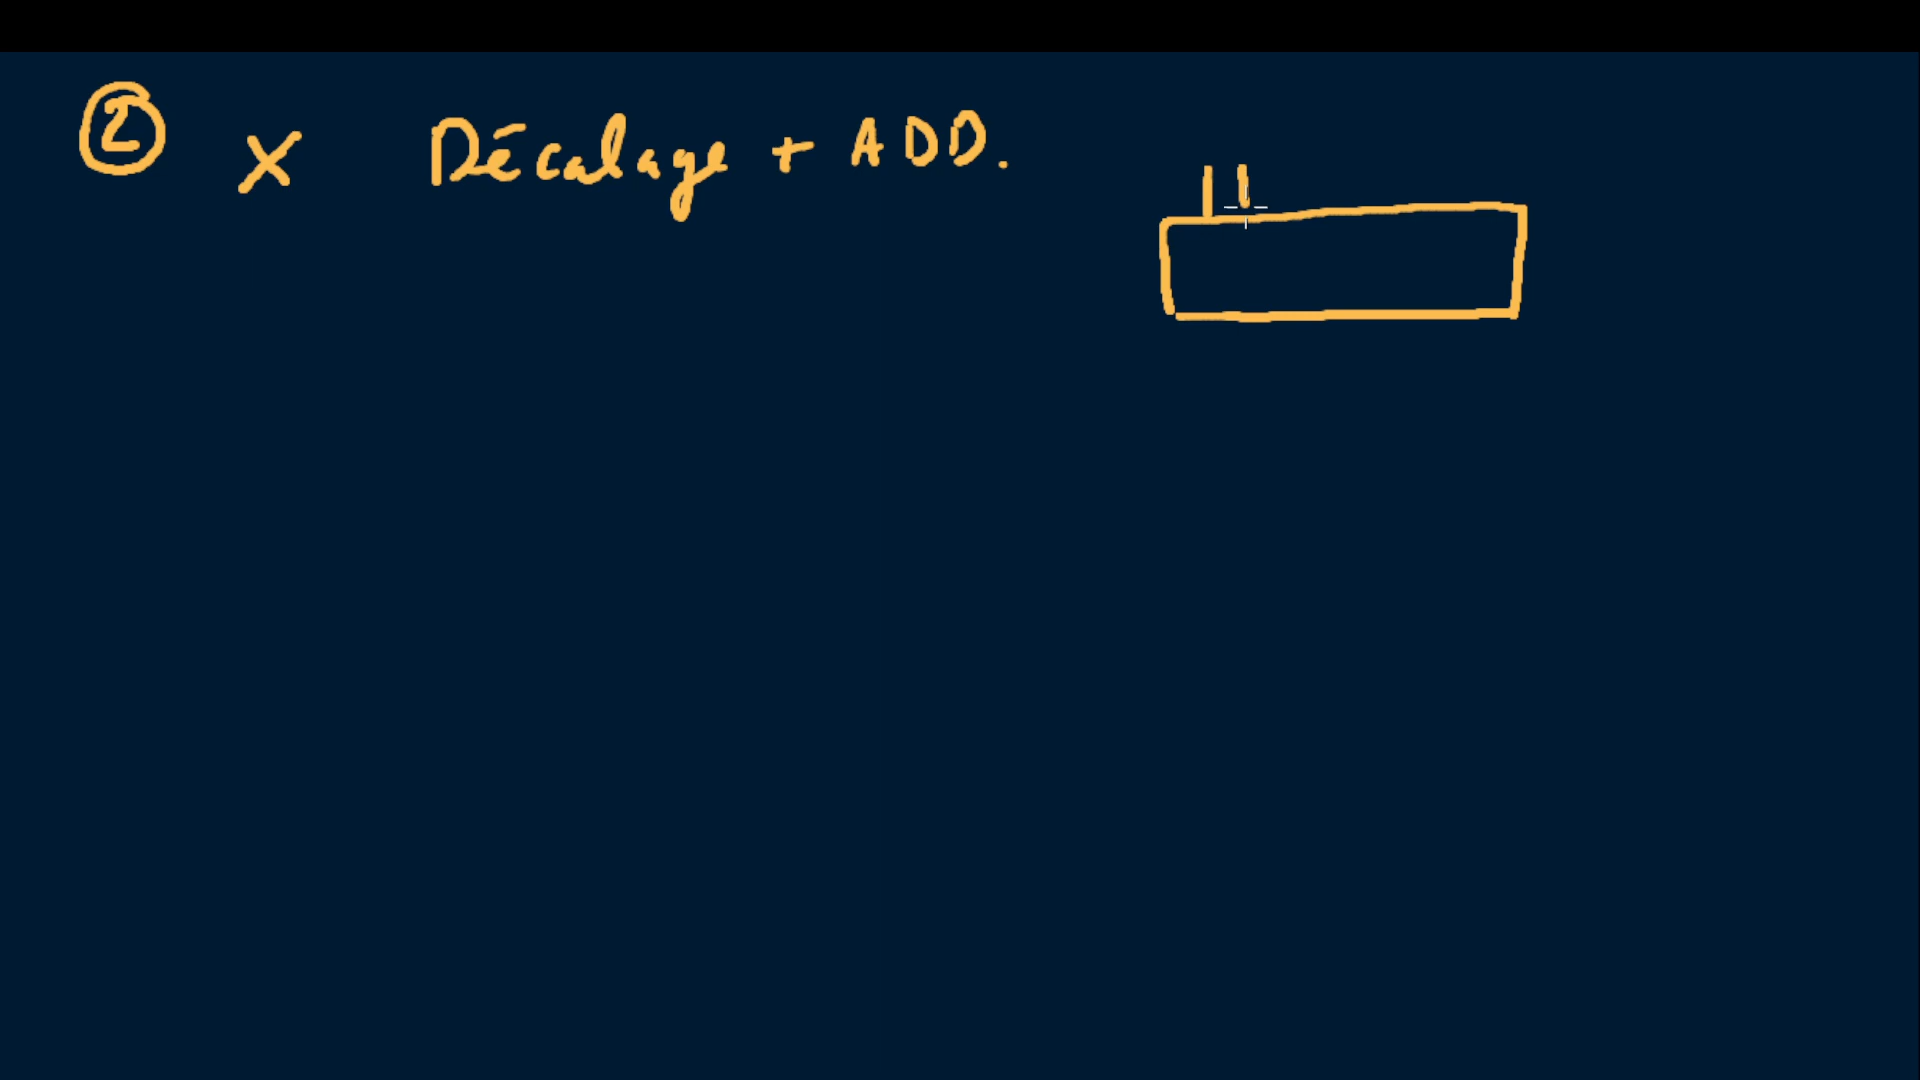 ② × Décalage + ADD.